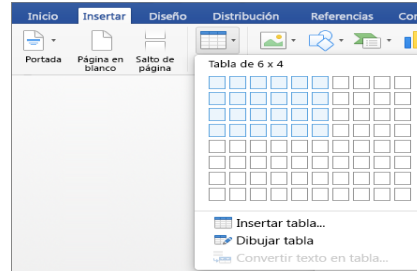 Inicio Insertar Diseño Distribución Referencias
Portada Página en blanco Salto de página
Tabla de 6 x 4
Insertar tabla...
Dibujar tabla
Convertir texto en tabla...